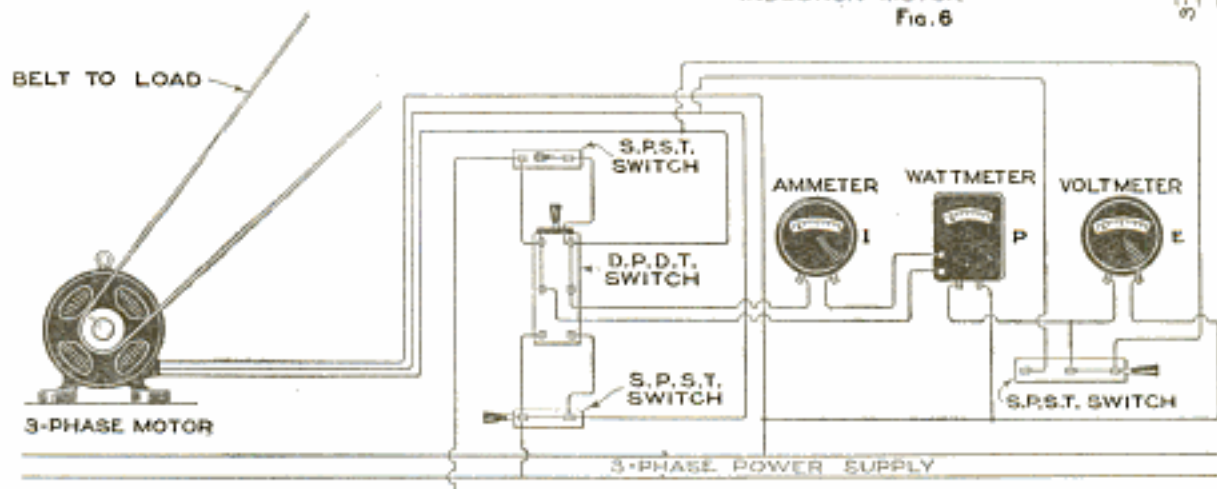 Fig. 6
BELT TO LOAD
S.P.S.T.
SWITCH
AMMETER
WATTMETER
VOLTMETER
I
P
E
D.P.D.T.
SWITCH
S.P.S.T.
SWITCH
S.P.S.T. SWITCH
3-PHASE MOTOR
3-PHASE POWER SUPPLY